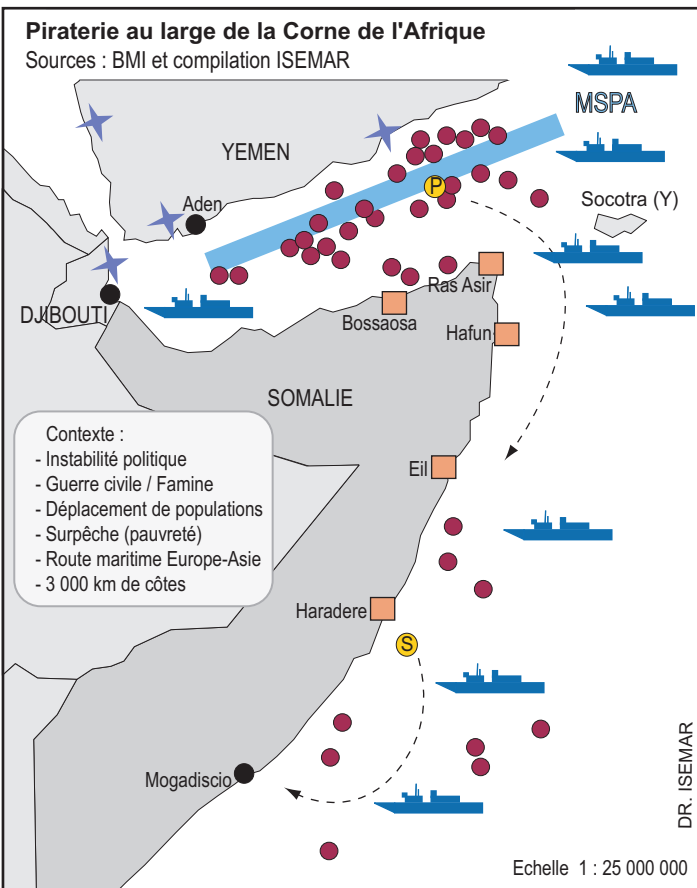 Piraterie au large de la Corne de l'Afrique
Sources : BMI et compilation ISEMAR
MSPA
YEMEN
P
Socotra (Y)
Aden
Ras Asir
DJIBOUTI
Bossaosa
Hafun
SOMALIE
Contexte :
- Instabilité politique
- Guerre civile / Famine
- Déplacement de populations
- Surpêche (pauvreté)
- Route maritime Europe-Asie
- 3 000 km de côtes
Eil
Haradere
S
Mogadiscio
DR. ISEMAR
Echelle 1 : 25 000 000